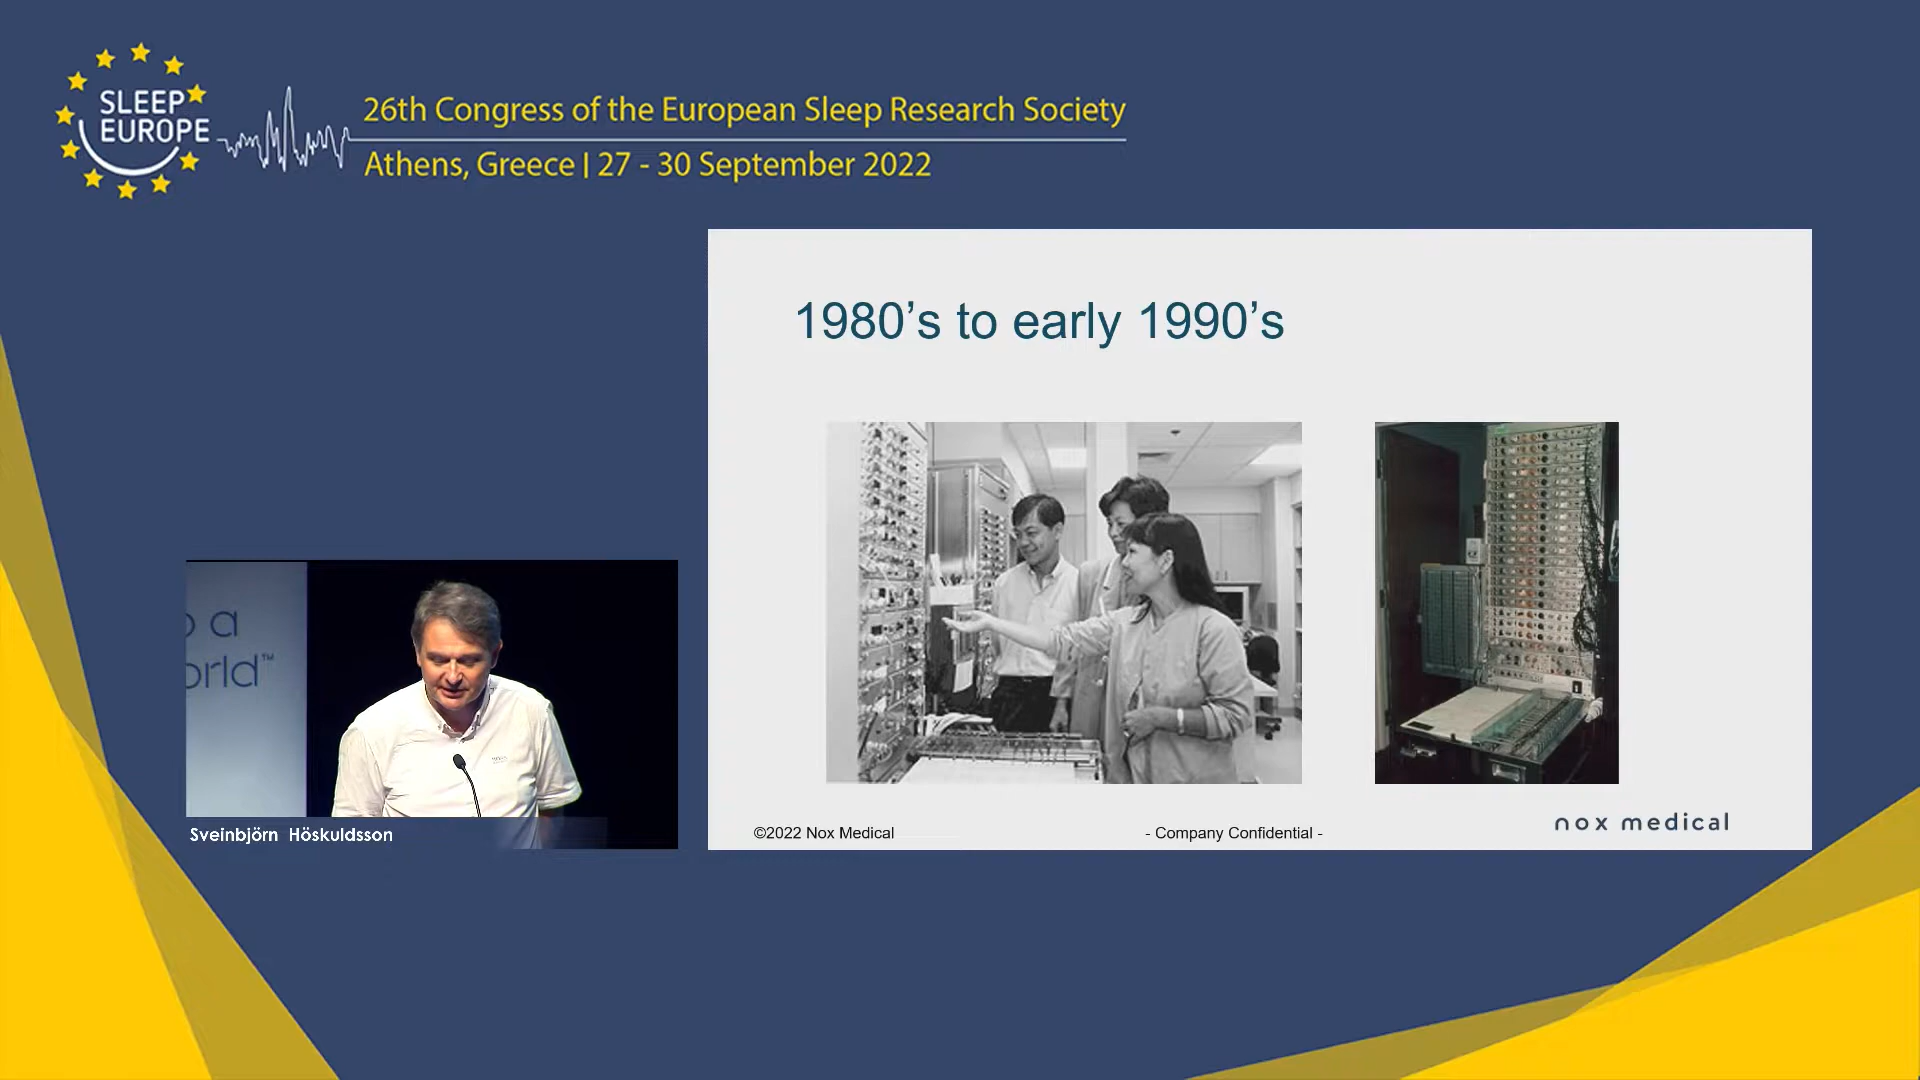 SLEEP
EUROPE
26th Congress of the European Sleep Research Society
Athens, Greece | 27 - 30 September 2022
1980’s to early 1990’s
a
™
Sveinbjörn Höskuldsson
©2022 Nox Medical
- Company Confidential -
nox medical